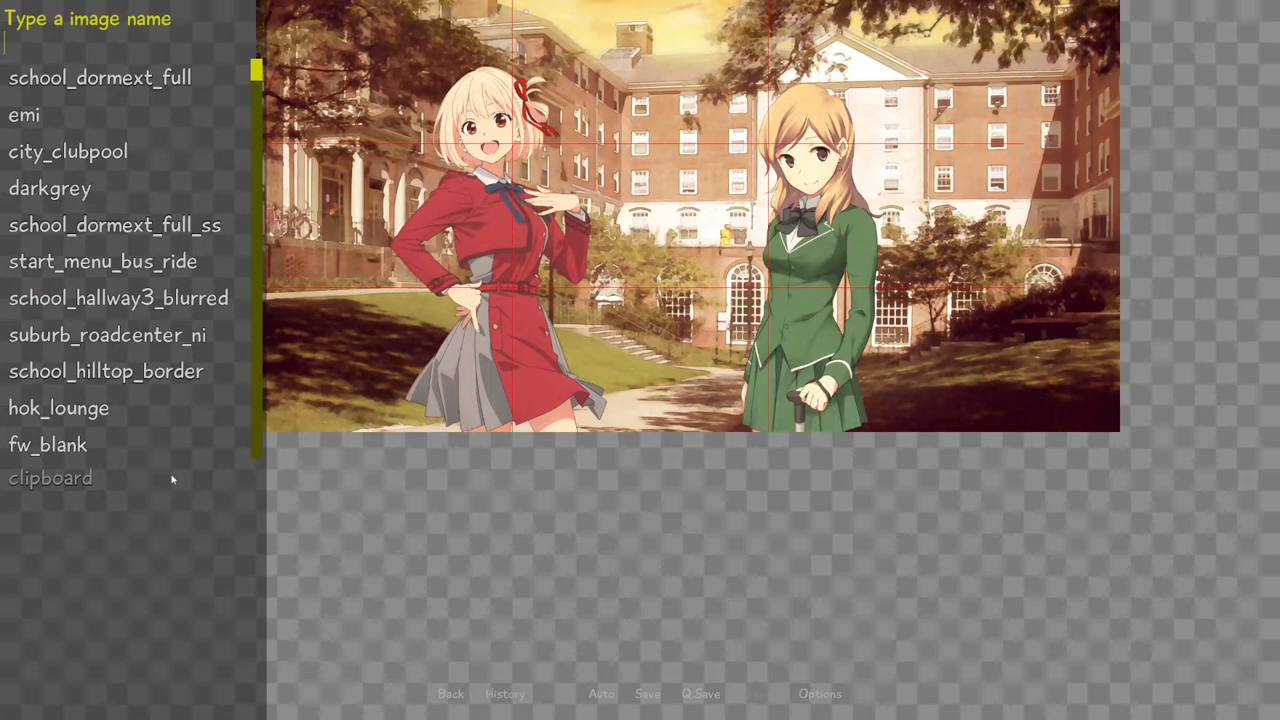 Type a image name
school_dormext_full
emi
city_clubpool
darkgrey
school_dormext_full_ss
start_menu_bus_ride
school_hallway3_blurred
suburb_roadcenter_ni
school_hilltop_border
hok_lounge
fw_blank
clipboard
Back History Auto Save Q.Save Options